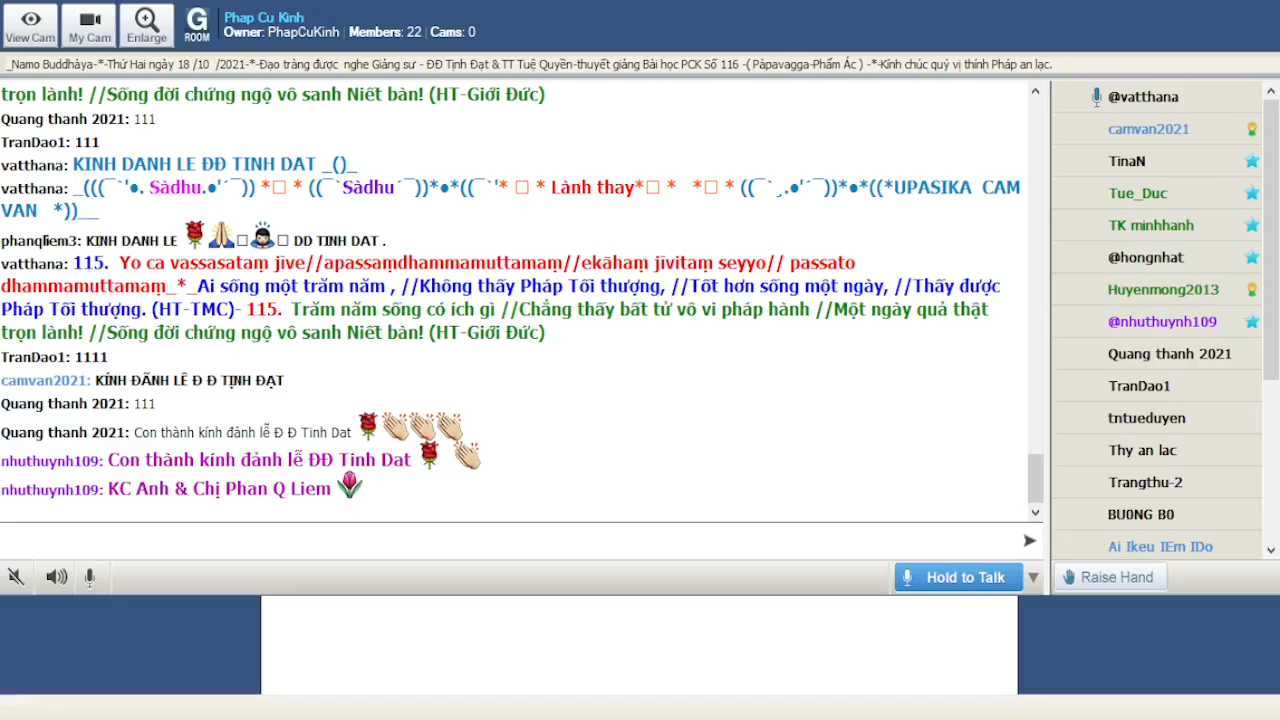 View Cam
My Cam
Enlarge
G
ROOM
Phap Cu Kinh
Owner: PhapCuKinh | Members: 22 | Cams: 0
_Namo Buddhàya-*-Thứ Hai ngày 18 /10 /2021-*-Đạo tràng được nghe Giảng sư - ĐĐ Tịnh Đạt & TT Tuệ Quyền-thuyết giảng Bài học PCK Số 116 -( Pàpavagga-Phẩm Ác ) -*-Kính chúc quý vị thính Pháp an lạc.
trọn lành! //Sống đời chứng ngộ vô sanh Niết bàn! (HT-Giới Đức)
Quang thanh 2021: 111
TranDao1: 111
vatthana: KINH DANH LE ĐĐ TINH DAT _()_
vatthana: _(((¯`'●. Sàdhu.●'´¯)) *□ * ((¯`Sàdhu´¯))*●*((¯`'* □ * Lành thay*□ * *□ * ((¯`¸.●'´¯))*●*((*UPASIKA CAM
VAN *))__
phanqliem3: KINH DANH LE 🌹🙏□🙇□ DD TINH DAT .
vatthana: 115. Yo ca vassasataṃ jīve//apassaṃdhammamuttamaṃ//ekāhaṃ jīvitaṃ seyyo// passato
dhammamuttamaṃ_*_Ai sống một trăm năm , //Không thấy Pháp Tối thượng, //Tốt hơn sống một ngày, //Thấy được
Pháp Tối thượng. (HT-TMC)- 115. Trăm năm sống có ích gì //Chẳng thấy bất tử vô vi pháp hành //Một ngày quả thật
trọn lành! //Sống đời chứng ngộ vô sanh Niết bàn! (HT-Giới Đức)
TranDao1: 1111
camvan2021: KÍNH ĐÃNH LỄ Đ Đ TỊNH ĐẠT
Quang thanh 2021: 111
Quang thanh 2021: Con thành kính đảnh lễ Đ Đ Tinh Dat 🌹👏👏👏
nhuthuynh109: Con thành kính đảnh lễ ĐĐ Tinh Dat 🌹 👏
nhuthuynh109: KC Anh & Chị Phan Q Liem 🌷
Hold to Talk
@vatthana
camvan2021
TinaN
Tue_Duc
TK minhhanh
@hongnhat
Huyenmong2013
@nhuthuynh109
Quang thanh 2021
TranDao1
tntueduyen
Thy an lac
Trangthu-2
BU0NG B0
Ai Ikeu IEm IDo
Raise Hand